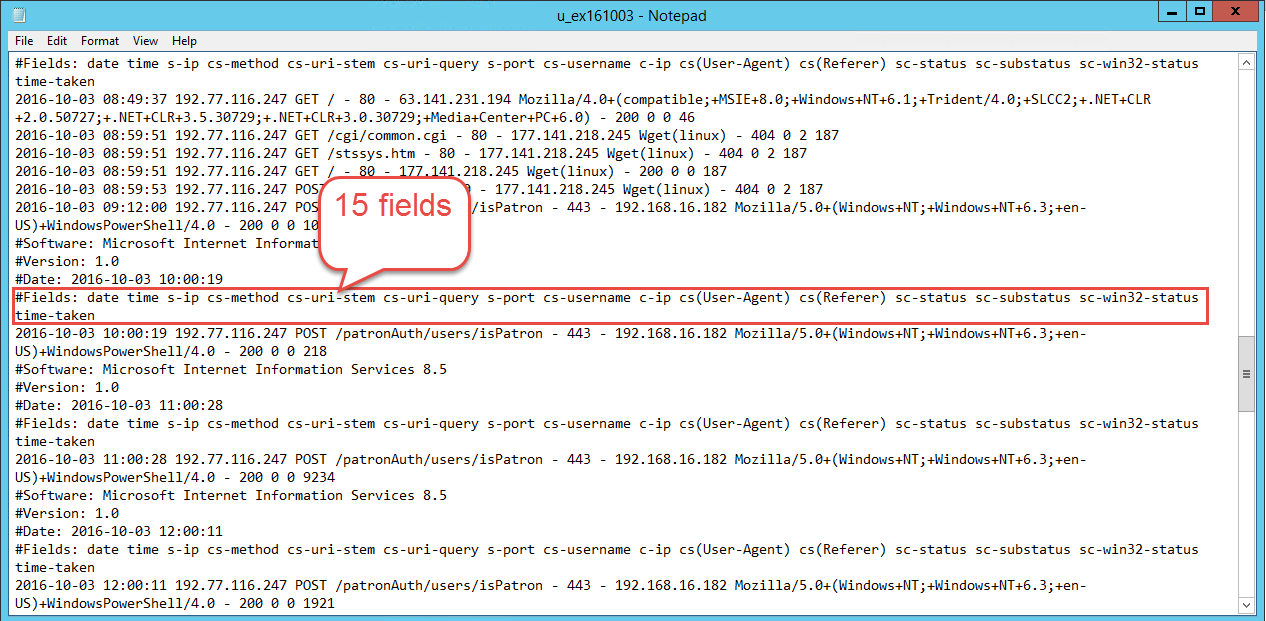 u_ex161003 - Notepad
File Edit Format View Help
#Fields: date time s-ip cs-method cs-uri-stem cs-uri-query s-port cs-username c-ip cs(User-Agent) cs(Referer) sc-status sc-substatus sc-win32-status
time-taken
2016-10-03 08:49:37 192.77.116.247 GET / - 80 - 63.141.231.194 Mozilla/4.0+(compatible;+MSIE+8.0;+Windows+NT+6.1;+Trident/4.0;+SLCC2;+.NET+CLR
+2.0.50727;+.NET+CLR+3.5.30729;+.NET+CLR+3.0.30729;+Media+Center+PC+6.0) - 200 0 0 46
2016-10-03 08:59:51 192.77.116.247 GET /cgi/common.cgi - 80 - 177.141.218.245 Wget(linux) - 404 0 2 187
2016-10-03 08:59:51 192.77.116.247 GET /stssys.htm - 80 - 177.141.218.245 Wget(linux) - 404 0 2 187
2016-10-03 08:59:51 192.77.116.247 GET / - 80 - 177.141.218.245 Wget(linux) - 200 0 0 187
2016-10-03 08:59:53 192.77.116.247 POST - 177.141.218.245 Wget(linux) - 404 0 2 187
2016-10-03 09:12:00 192.77.116.247 /isPatron - 443 - 192.168.16.182 Mozilla/5.0+(Windows+NT;+Windows+NT+6.3;+en-
US)+WindowsPowerShell/4.0 - 200 0 0
15 fields
#Software: Microsoft Internet
#Version: 1.0
#Date: 2016-10-03 10:00:19
#Fields: date time s-ip cs-method cs-uri-stem cs-uri-query s-port cs-username c-ip cs(User-Agent) cs(Referer) sc-status sc-substatus sc-win32-status
time-taken
2016-10-03 10:00:19 192.77.116.247 POST /patronAuth/users/isPatron - 443 - 192.168.16.182 Mozilla/5.0+(Windows+NT;+Windows+NT+6.3;+en-
US)+WindowsPowerShell/4.0 - 200 0 0 218
#Software: Microsoft Internet Information Services 8.5
#Version: 1.0
#Date: 2016-10-03 11:00:28
#Fields: date time s-ip cs-method cs-uri-stem cs-uri-query s-port cs-username c-ip cs(User-Agent) cs(Referer) sc-status sc-substatus sc-win32-status
time-taken
2016-10-03 11:00:28 192.77.116.247 POST /patronAuth/users/isPatron - 443 - 192.168.16.182 Mozilla/5.0+(Windows+NT;+Windows+NT+6.3;+en-
US)+WindowsPowerShell/4.0 - 200 0 0 9234
#Software: Microsoft Internet Information Services 8.5
#Version: 1.0
#Date: 2016-10-03 12:00:11
#Fields: date time s-ip cs-method cs-uri-stem cs-uri-query s-port cs-username c-ip cs(User-Agent) cs(Referer) sc-status sc-substatus sc-win32-status
time-taken
2016-10-03 12:00:11 192.77.116.247 POST /patronAuth/users/isPatron - 443 - 192.168.16.182 Mozilla/5.0+(Windows+NT;+Windows+NT+6.3;+en-
US)+WindowsPowerShell/4.0 - 200 0 0 1921